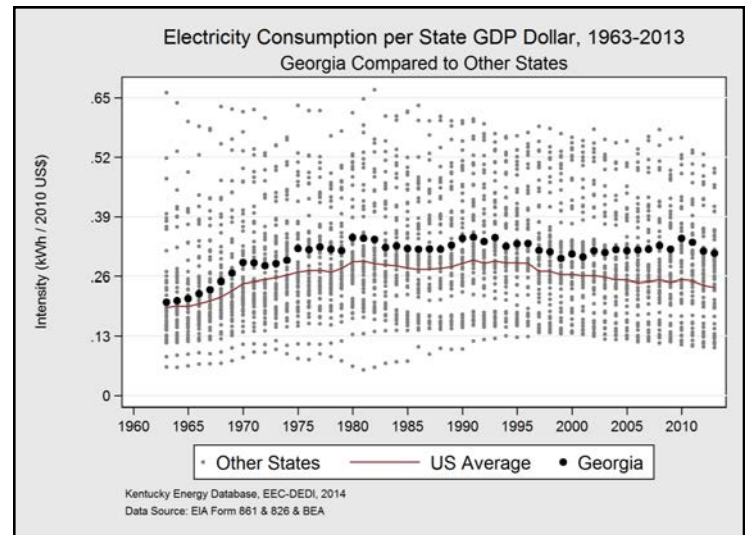 Electricity Consumption per State GDP Dollar, 1963-2013
Georgia Compared to Other States
Intensity (kWh / 2010 US$)
.65
.52
.39
.26
.13
0
1960 1965 1970 1975 1980 1985 1990 1995 2000 2005 2010
Other States US Average Georgia
Kentucky Energy Database, EEC-DEDI, 2014
Data Source: EIA Form 861 & 826 & BEA